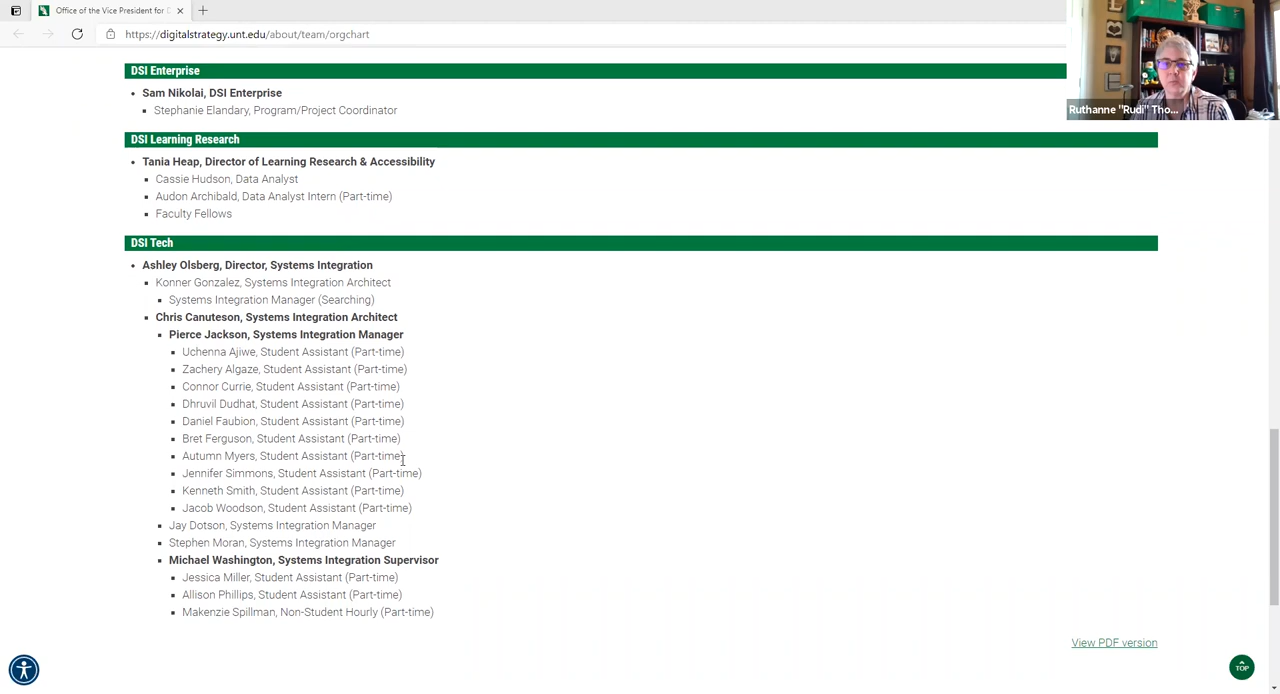 Office of the Vice President for D
https://digitalstrategy.unt.edu/about/team/orgchart
Ruthanne "Rudi" Tho...
DSI Enterprise
Sam Nikolai, DSI Enterprise
Stephanie Elandary, Program/Project Coordinator
DSI Learning Research
Tania Heap, Director of Learning Research & Accessibility
Cassie Hudson, Data Analyst
Audon Archibald, Data Analyst Intern (Part-time)
Faculty Fellows
DSI Tech
Ashley Olsberg, Director, Systems Integration
Konner Gonzalez, Systems Integration Architect
Systems Integration Manager (Searching)
Chris Canuteson, Systems Integration Architect
Pierce Jackson, Systems Integration Manager
Uchenna Ajiwe, Student Assistant (Part-time)
Zachery Algaze, Student Assistant (Part-time)
Connor Currie, Student Assistant (Part-time)
Dhruvil Dudhat, Student Assistant (Part-time)
Daniel Faubion, Student Assistant (Part-time)
Bret Ferguson, Student Assistant (Part-time)
Autumn Myers, Student Assistant (Part-time)
Jennifer Simmons, Student Assistant (Part-time)
Kenneth Smith, Student Assistant (Part-time)
Jacob Woodson, Student Assistant (Part-time)
Jay Dotson, Systems Integration Manager
Stephen Moran, Systems Integration Manager
Michael Washington, Systems Integration Supervisor
Jessica Miller, Student Assistant (Part-time)
Allison Phillips, Student Assistant (Part-time)
Makenzie Spillman, Non-Student Hourly (Part-time)
View PDF version
TOP